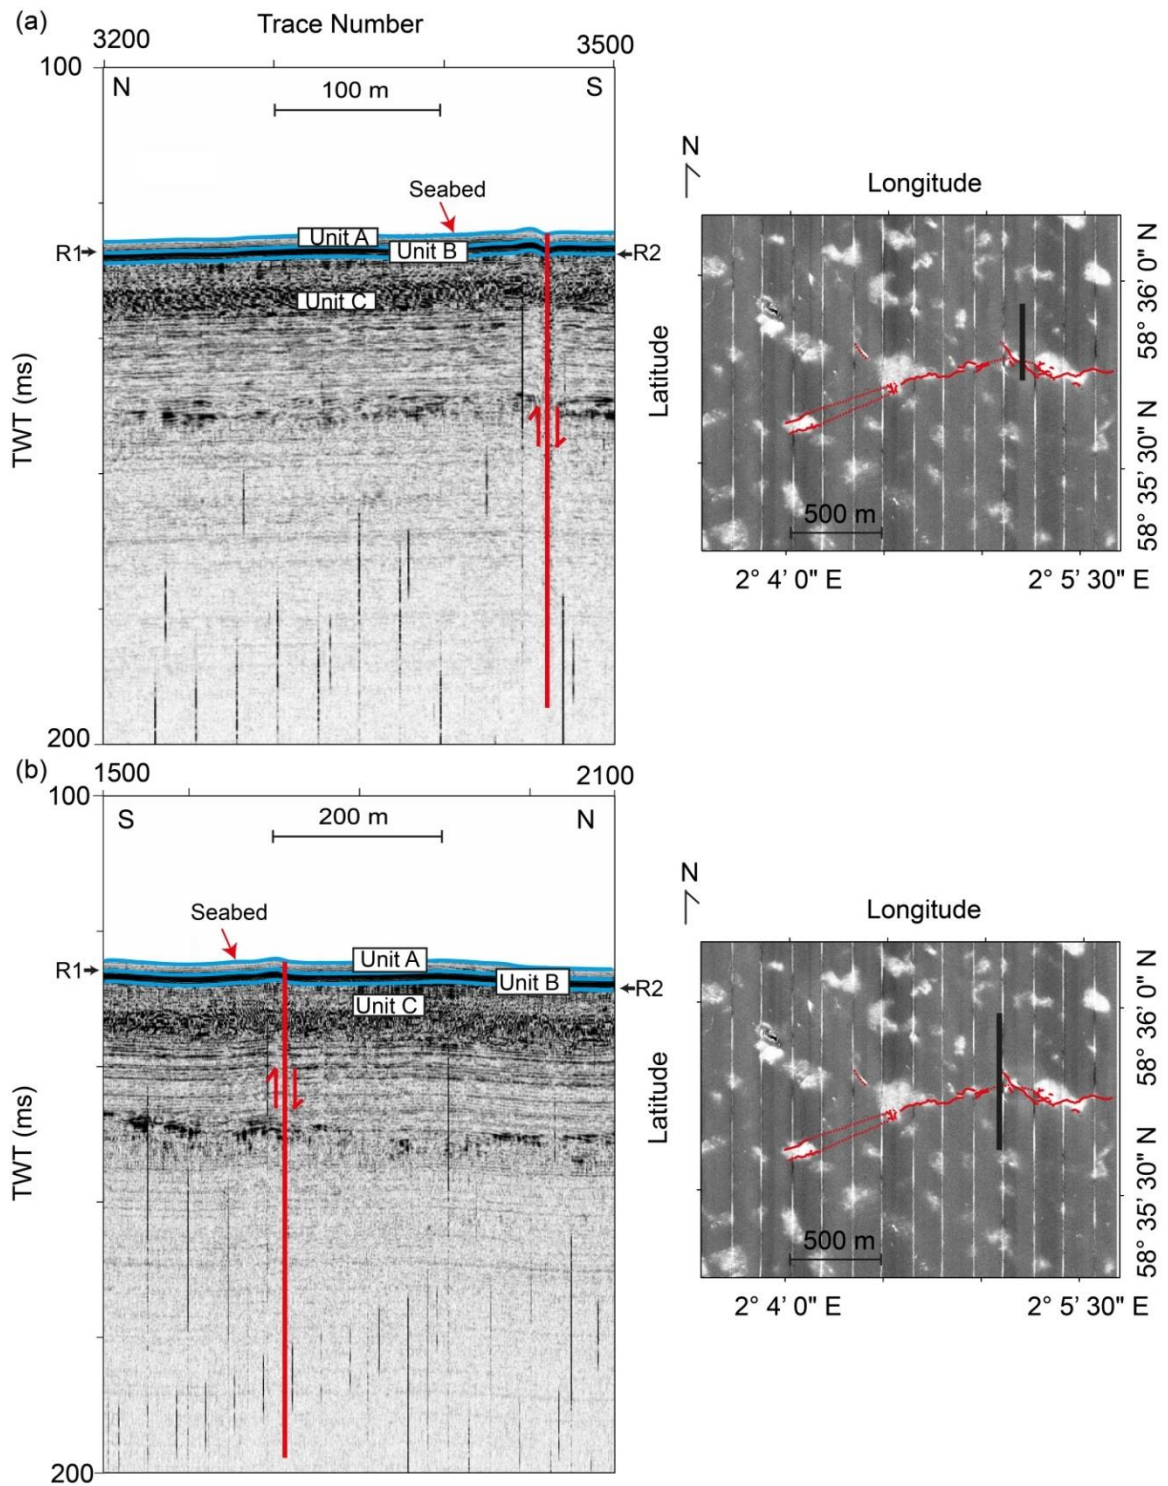 (a)
Trace Number
3200
3500
100
N
S
100 m
Seabed
Unit A
R1
Unit B
R2
Unit C
TWT (ms)
200
N
Longitude
Latitude
58° 36' 0" N
58° 35' 30" N
500 m
2° 4' 0" E
2° 5' 30" E
(b)
1500
2100
100
S
N
200 m
Seabed
Unit A
R1
Unit B
R2
Unit C
TWT (ms)
200
N
Longitude
Latitude
58° 36' 0" N
58° 35' 30" N
500 m
2° 4' 0" E
2° 5' 30" E